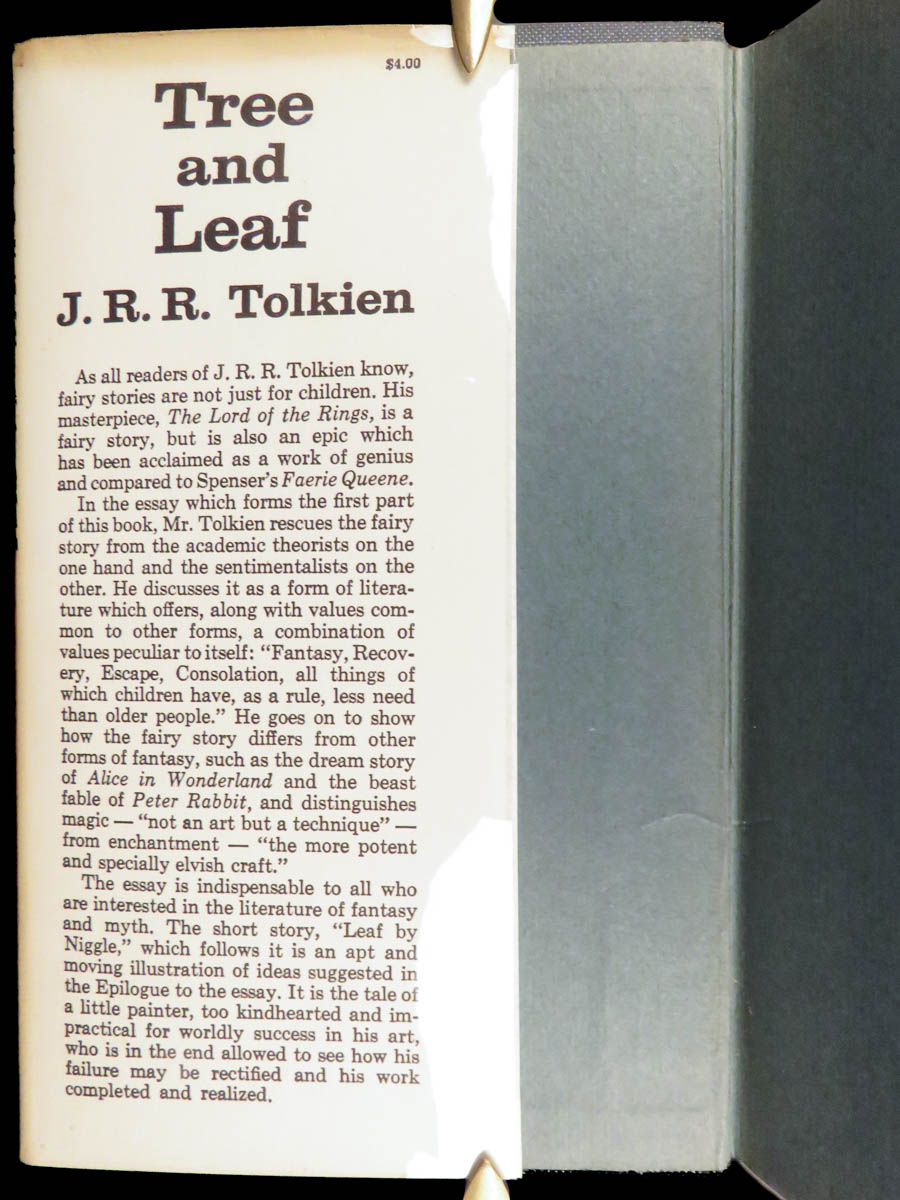 $4.00
Tree
and
Leaf
J. R. R. Tolkien
As all readers of J. R. R. Tolkien know,
fairy stories are not just for children. His
masterpiece, The Lord of the Rings, is a
fairy story, but is also an epic which
has been acclaimed as a work of genius
and compared to Spenser's Faerie Queene.
In the essay which forms the first part
of this book, Mr. Tolkien rescues the fairy
story from the academic theorists on the
one hand and the sentimentalists on the
other. He discusses it as a form of litera-
ture which offers, along with values com-
mon to other forms, a combination of
values peculiar to itself: “Fantasy, Recov-
ery, Escape, Consolation, all things of
which children have, as a rule, less need
than older people.” He goes on to show
how the fairy story differs from other
forms of fantasy, such as the dream story
of Alice in Wonderland and the beast
fable of Peter Rabbit, and distinguishes
magic — “not an art but a technique” —
from enchantment — “the more potent
and specially elvish craft.”
The essay is indispensable to all who
are interested in the literature of fantasy
and myth. The short story, “Leaf by
Niggle,” which follows it is an apt and
moving illustration of ideas suggested in
the Epilogue to the essay. It is the tale of
a little painter, too kindhearted and im-
practical for worldly success in his art,
who is in the end allowed to see how his
failure may be rectified and his work
completed and realized.